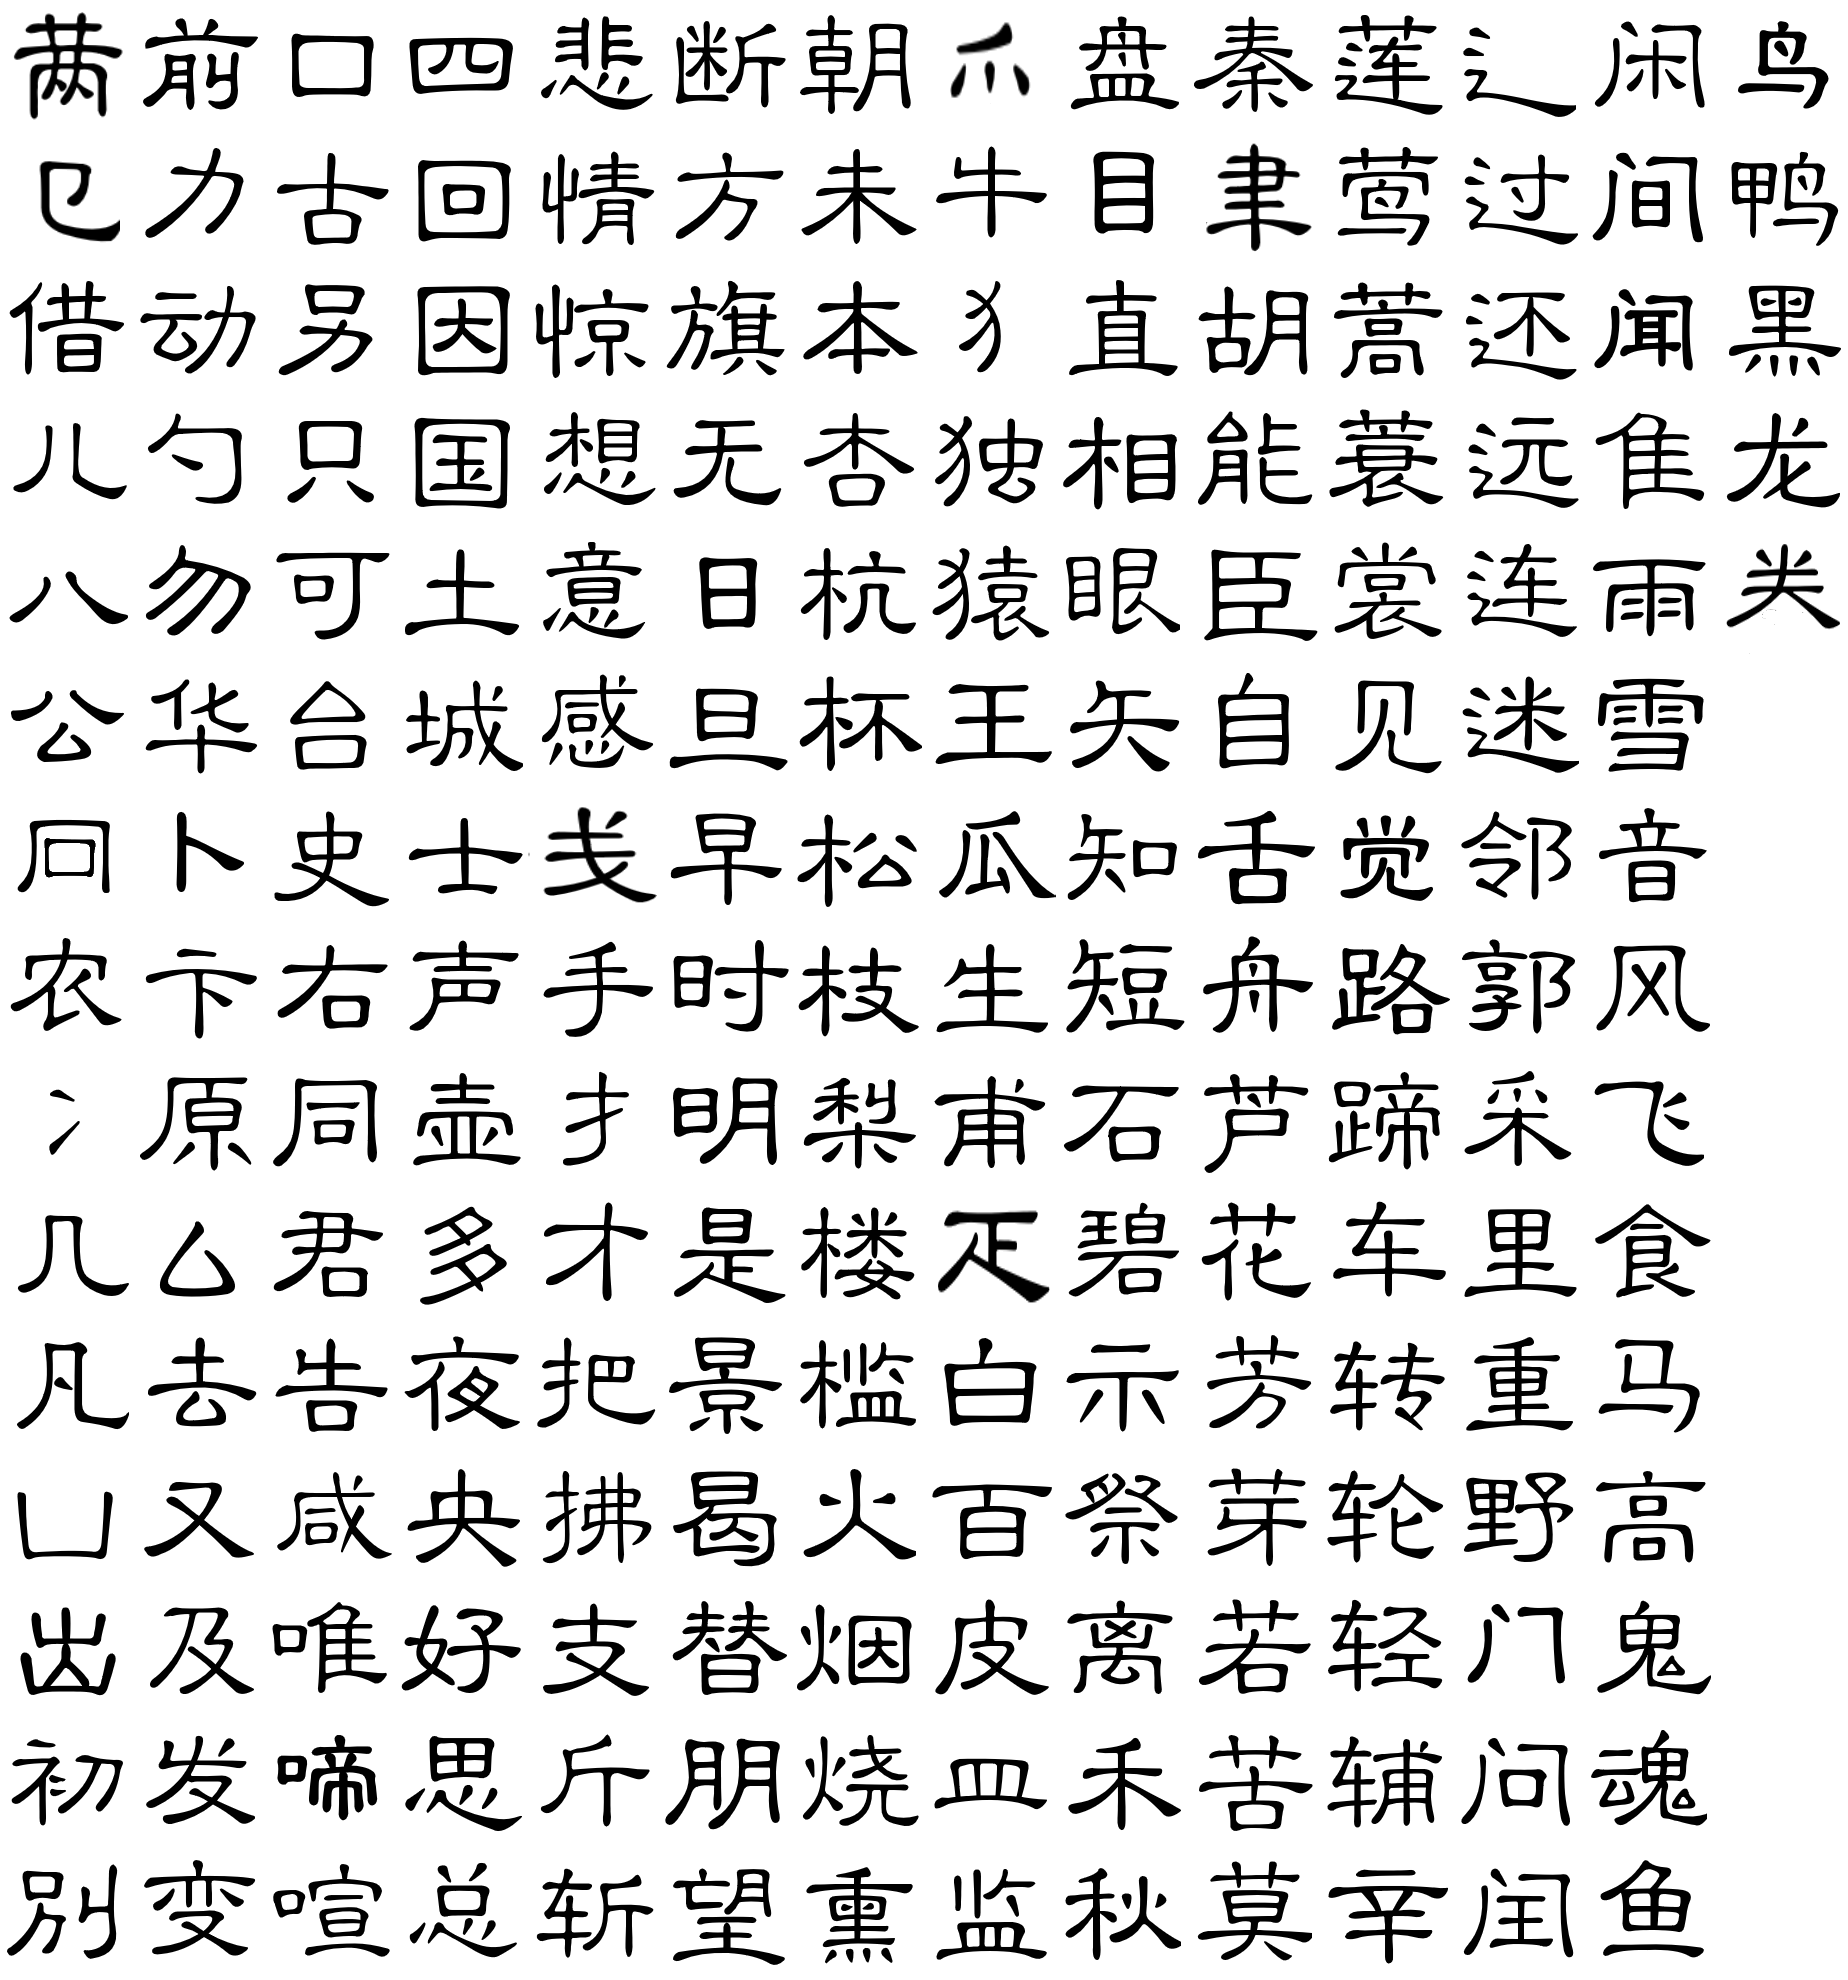 前 口 四 悲 断 朝 盘 秦 莲 辶 闲 鸟
力 古 回 情 方 未 牛 目 聿 莺 过 间 鸭
借 动 另 因 惊 旗 本 犭 直 胡 蒿 还 闻 黑
儿 勺 只 国 想 无 杏 独 相 能 蓑 远 隹 龙
八 勿 可 土 意 日 杭 猿 眼 臣 裳 连 雨 龹
公 华 台 城 感 旦 杯 王 矢 自 见 迷 雪
冋 卜 史 士 戋 早 松 瓜 知 舌 觉 邻 音
农 卞 右 声 手 时 枝 生 短 舟 路 郭 风
冫 原 同 壶 扌 明 梨 甫 石 芦 蹄 采 飞
几 厶 君 多 才 是 楼 疋 碧 花 车 里 食
凡 去 告 夜 把 景 槛 白 示 芳 转 重 马
凵 又 咸 央 拂 曷 火 百 祭 芽 轮 野 高
出 及 唯 好 支 替 烟 皮 离 若 轻 门 鬼
初 发 啼 思 斤 朋 烧 皿 禾 苦 辅 问 魂
别 变 喧 总 斩 望 熏 监 秋 莫 辛 闰 鱼